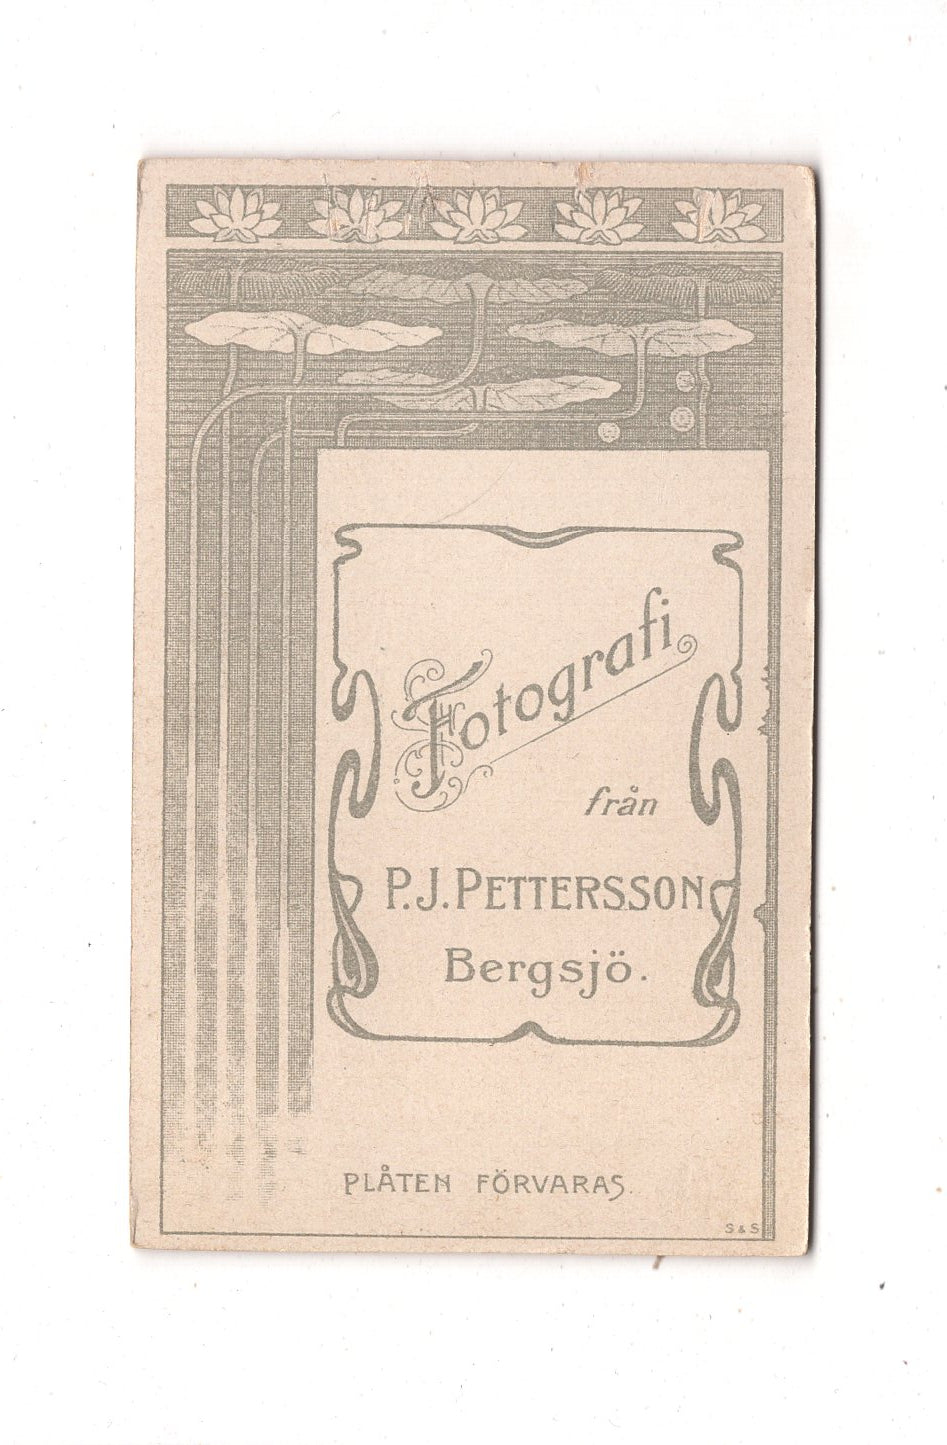 Fotografi
från
P.J. PETTERSSON
Bergsjö.
PLÅTEN FÖRVARAS.
S & S